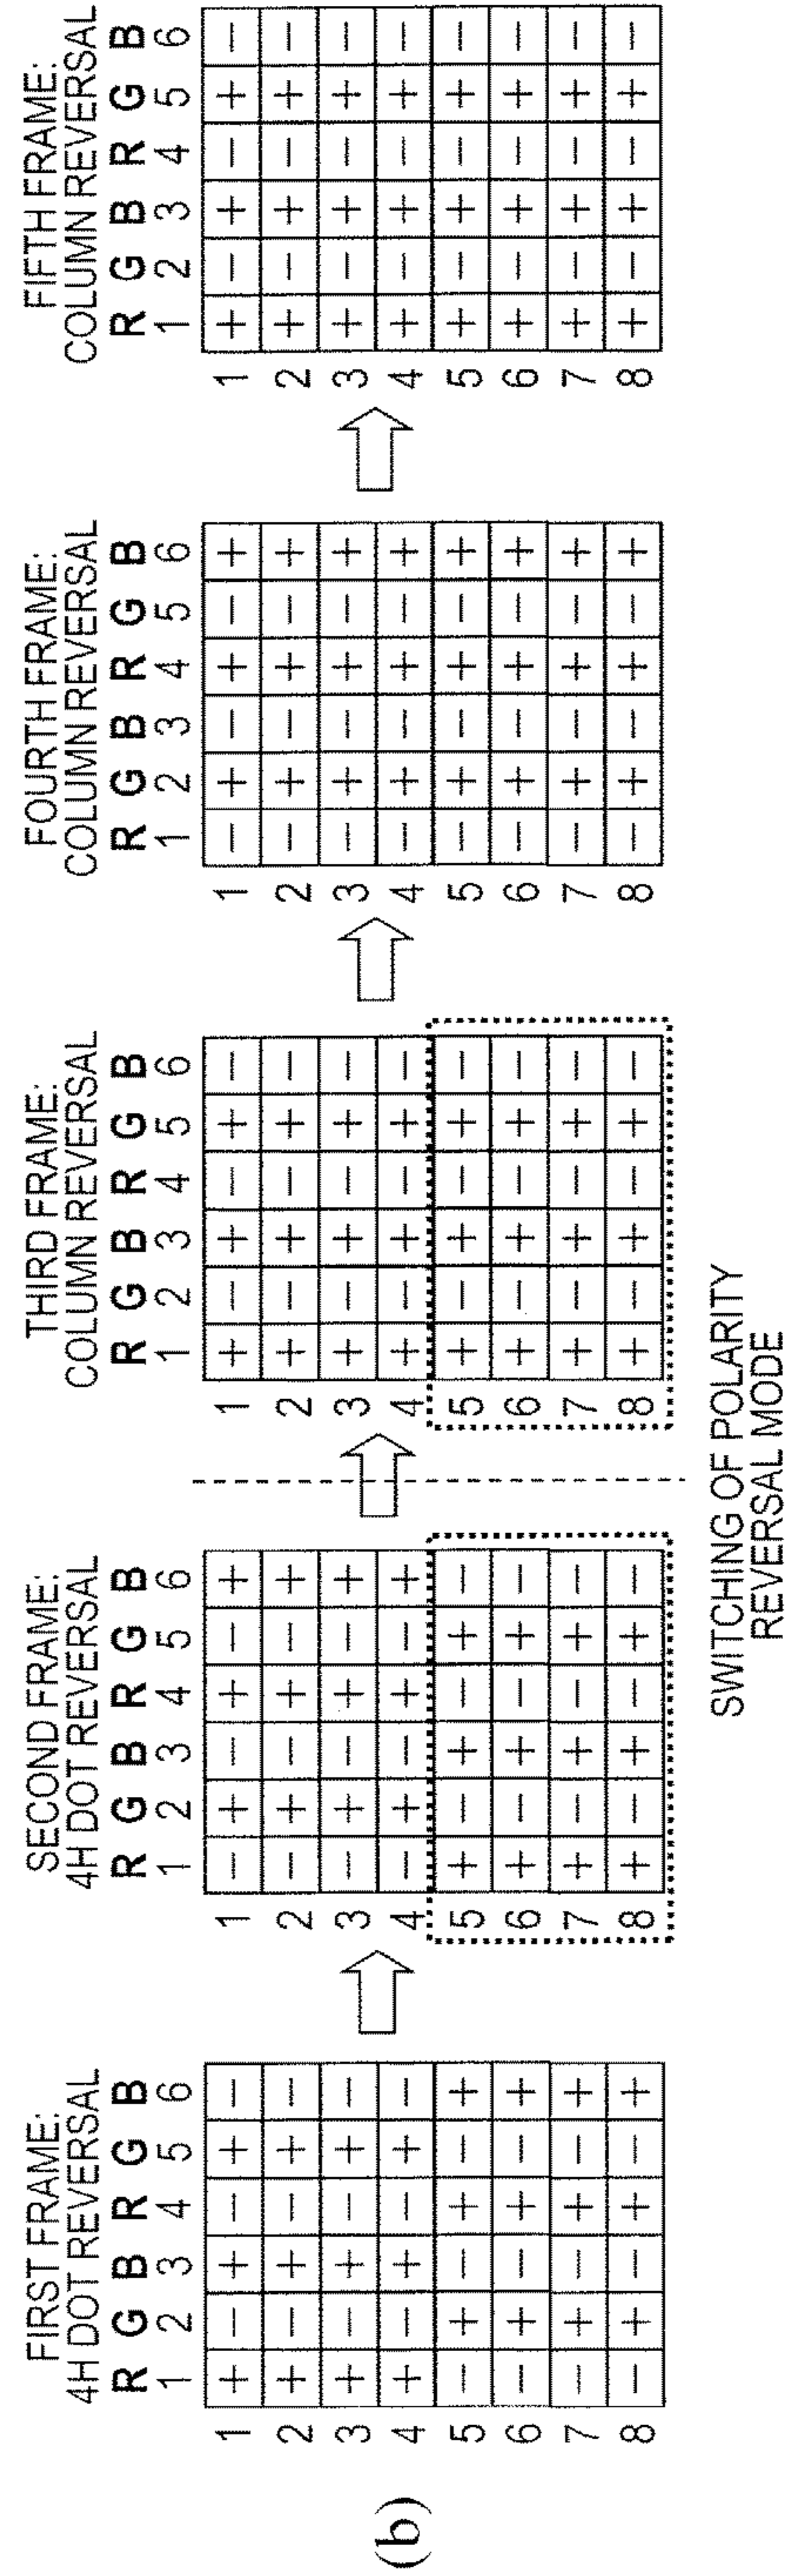 (b)
FIRST FRAME:
4H DOT REVERSAL
R G B R G B
1 2 3 4 5 6
1 + − + − + −
2 + − + − + −
3 + − + − + −
4 + − + − + −
5 − + − + − +
6 − + − + − +
7 − + − + − +
8 − + − + − +
SECOND FRAME:
4H DOT REVERSAL
R G B R G B
1 2 3 4 5 6
1 − + − + − +
2 − + − + − +
3 − + − + − +
4 − + − + − +
5 + − + − + −
6 + − + − + −
7 + − + − + −
8 + − + − + −
THIRD FRAME:
COLUMN REVERSAL
R G B R G B
1 2 3 4 5 6
1 + − + − + −
2 + − + − + −
3 + − + − + −
4 + − + − + −
5 + − + − + −
6 + − + − + −
7 + − + − + −
8 + − + − + −
FOURTH FRAME:
COLUMN REVERSAL
R G B R G B
1 2 3 4 5 6
1 − + − + − +
2 − + − + − +
3 − + − + − +
4 − + − + − +
5 − + − + − +
6 − + − + − +
7 − + − + − +
8 − + − + − +
FIFTH FRAME:
COLUMN REVERSAL
R G B R G B
1 2 3 4 5 6
1 + − + − + −
2 + − + − + −
3 + − + − + −
4 + − + − + −
5 + − + − + −
6 + − + − + −
7 + − + − + −
8 + − + − + −
SWITCHING OF POLARITY
REVERSAL MODE